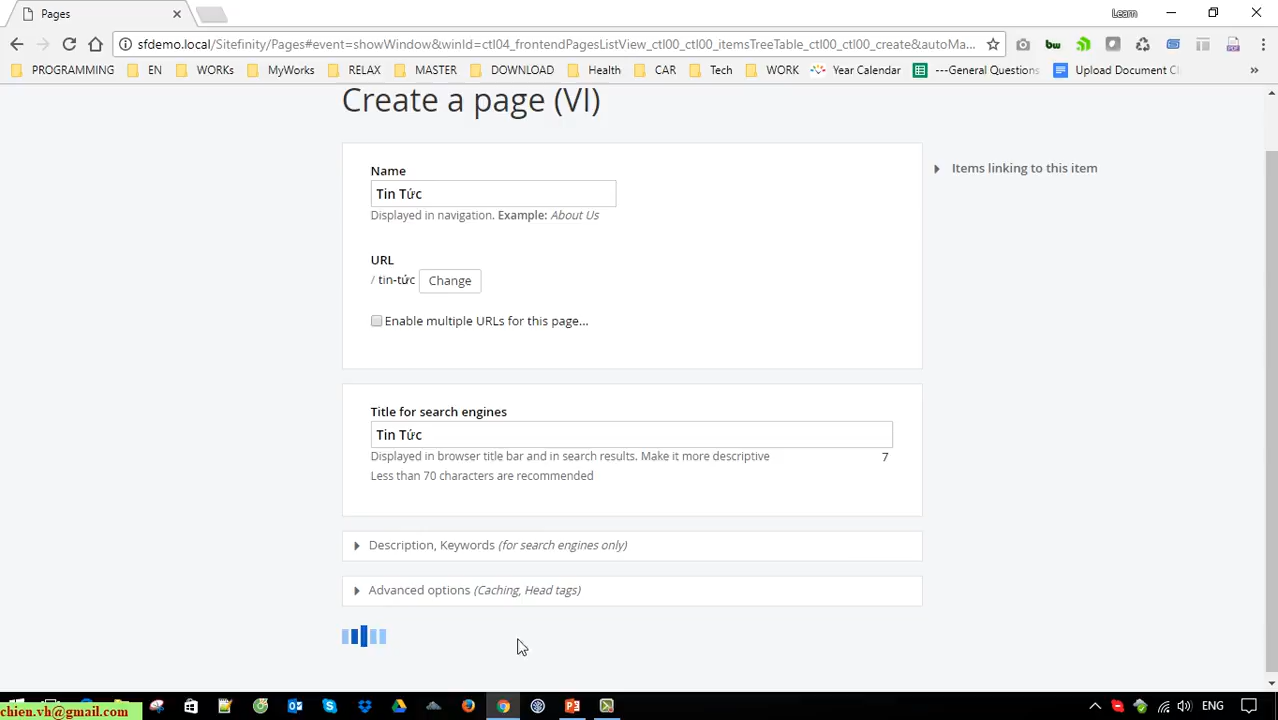 Pages
Learn
sfdemo.local/Sitefinity/Pages#event=showWindow&winId=ctl04_frontendPagesListView_ctl00_ctl00_itemsTreeTable_ctl00_ctl00_create&autoMa...
PROGRAMMING EN WORKs MyWorks RELAX MASTER DOWNLOAD Health CAR Tech WORK Year Calendar ---General Questions Upload Document Cl »
Create a page (VI)
Name
Tin Tức
Displayed in navigation. Example: About Us
URL
/ tin-tức Change
Enable multiple URLs for this page...
Items linking to this item
Title for search engines
Tin Tức
Displayed in browser title bar and in search results. Make it more descriptive 7
Less than 70 characters are recommended
Description, Keywords (for search engines only)
Advanced options (Caching, Head tags)
chien.vh@gmail.com
ENG